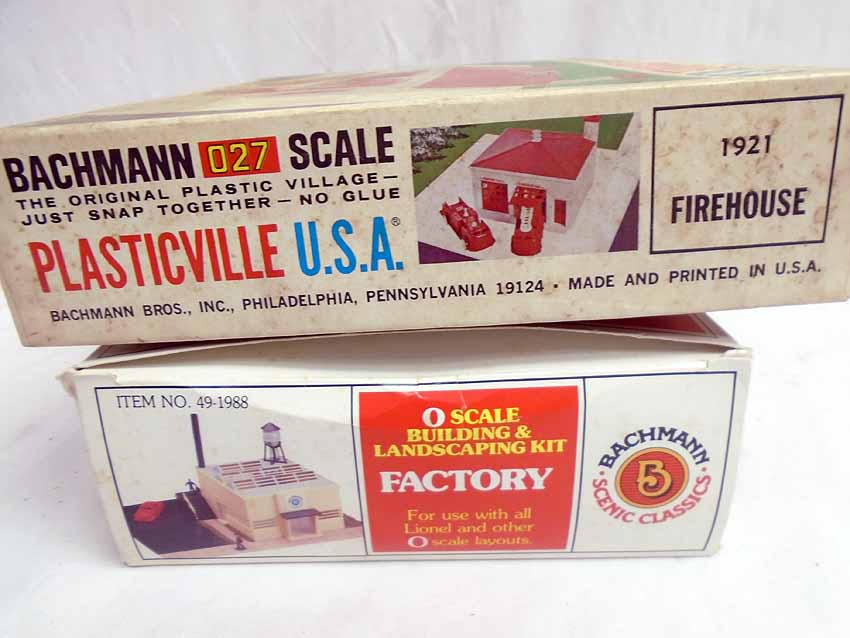 BACHMANN 027 SCALE
THE ORIGINAL PLASTIC VILLAGE—
JUST SNAP TOGETHER — NO GLUE
PLASTICVILLE U.S.A.®
BACHMANN BROS., INC., PHILADELPHIA, PENNSYLVANIA 19124 • MADE AND PRINTED IN U.S.A.
1921
FIREHOUSE
ITEM NO. 49-1988
O SCALE
BUILDING &
LANDSCAPING KIT
FACTORY
For use with all
Lionel and other
O scale layouts.
• BACHMANN •
B
SCENIC CLASSICS